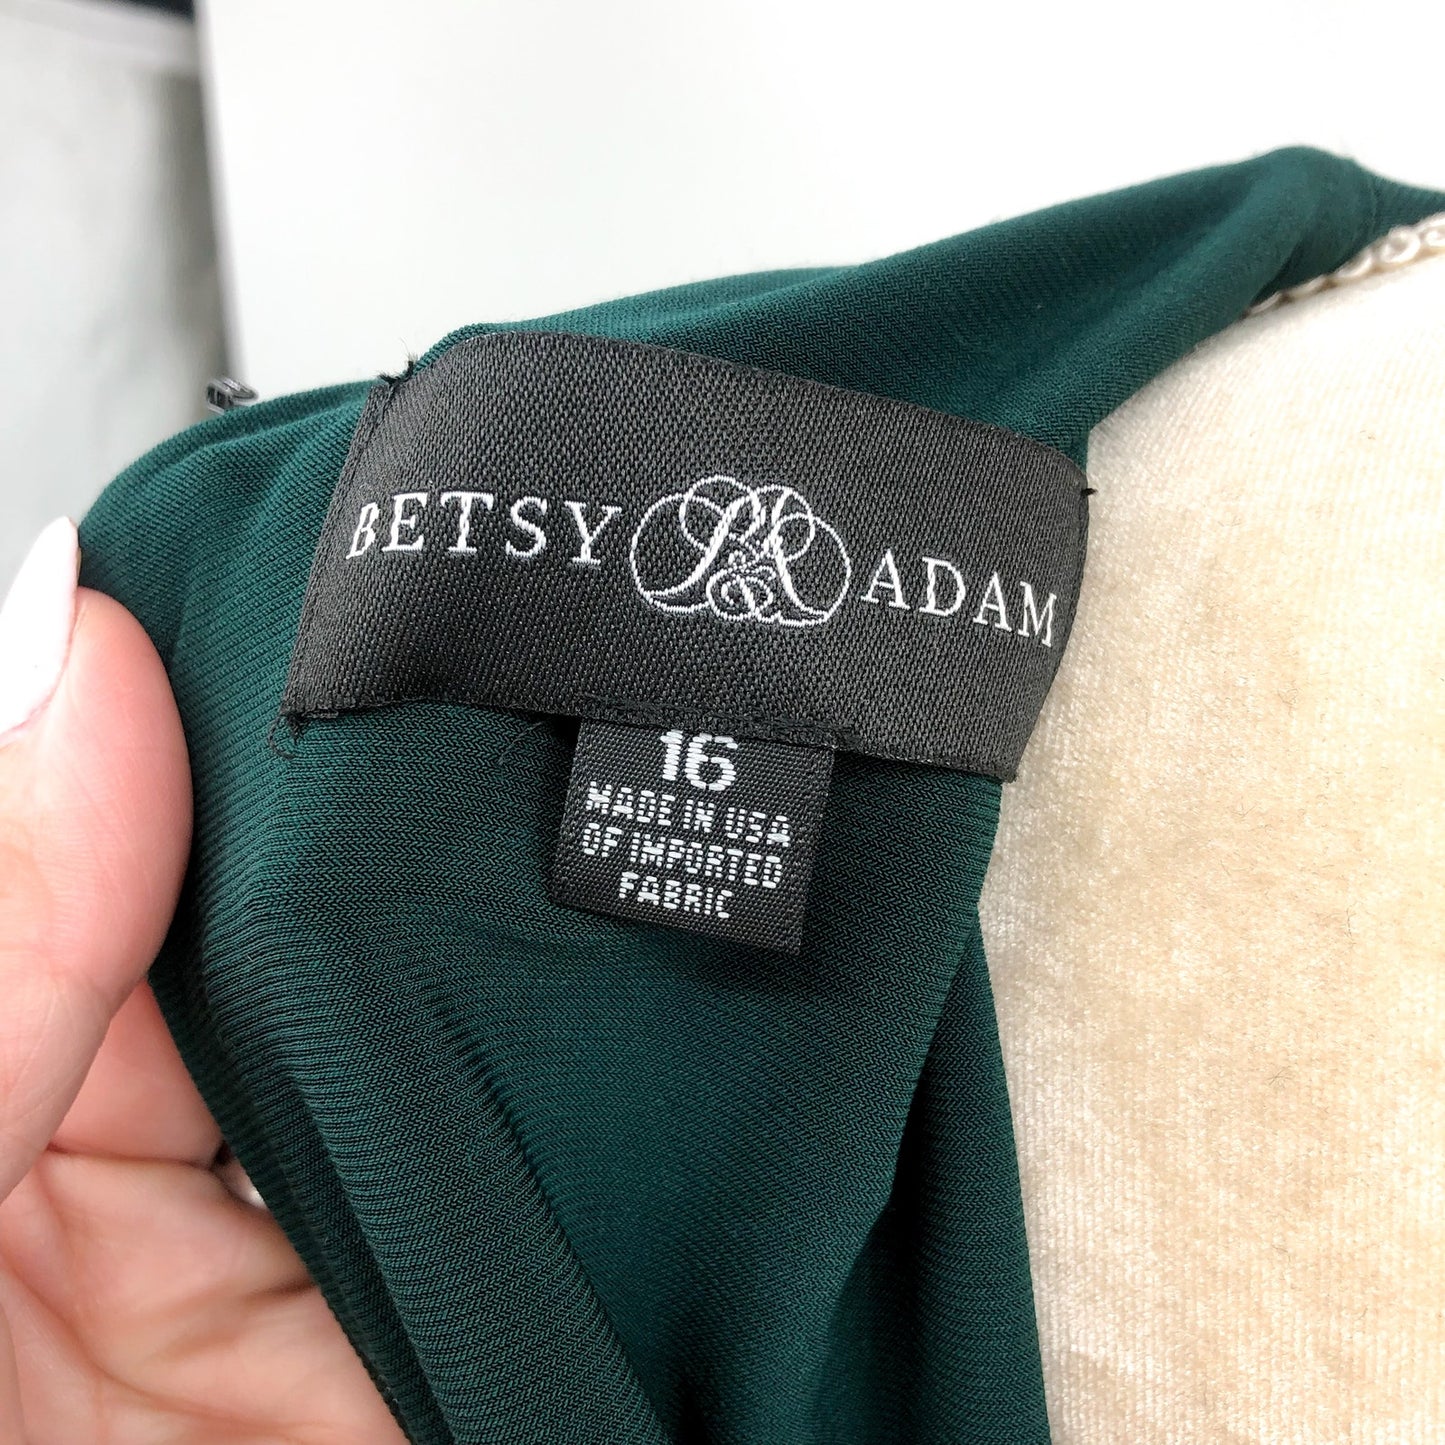 BETSY ADAM
16
MADE IN USA
OF IMPORTED
FABRIC